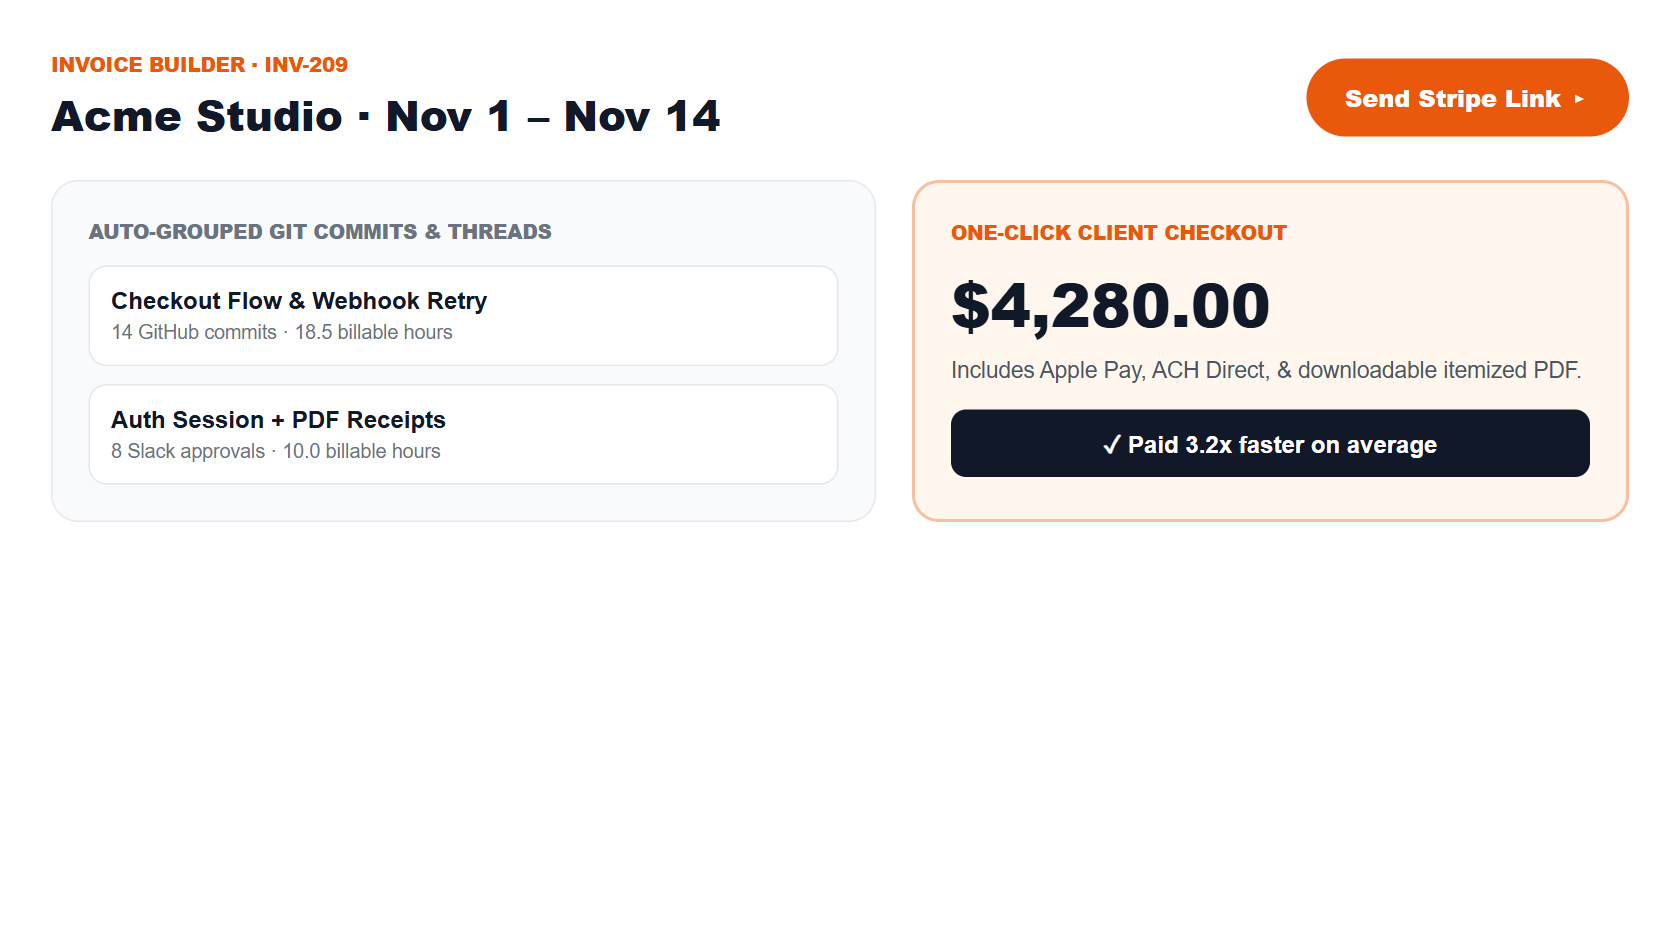 INVOICE BUILDER · INV-209
Acme Studio · Nov 1 – Nov 14
Send Stripe Link ▸
AUTO-GROUPED GIT COMMITS & THREADS
Checkout Flow & Webhook Retry
14 GitHub commits · 18.5 billable hours
Auth Session + PDF Receipts
8 Slack approvals · 10.0 billable hours
ONE-CLICK CLIENT CHECKOUT
$4,280.00
Includes Apple Pay, ACH Direct, & downloadable itemized PDF.
✓ Paid 3.2x faster on average